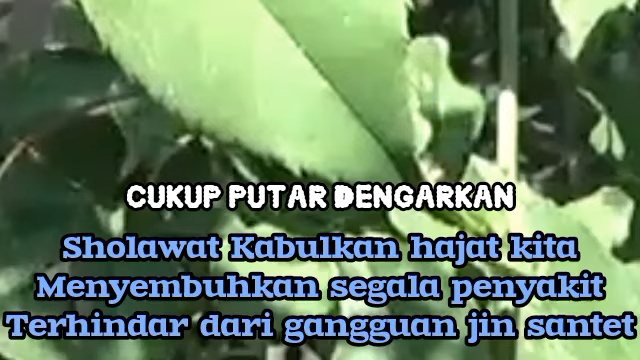 CUKUP PUTAR DENGARKAN
Sholawat Kabulkan hajat kita
Menyembuhkan segala penyakit
Terhindar dari gangguan jin santet